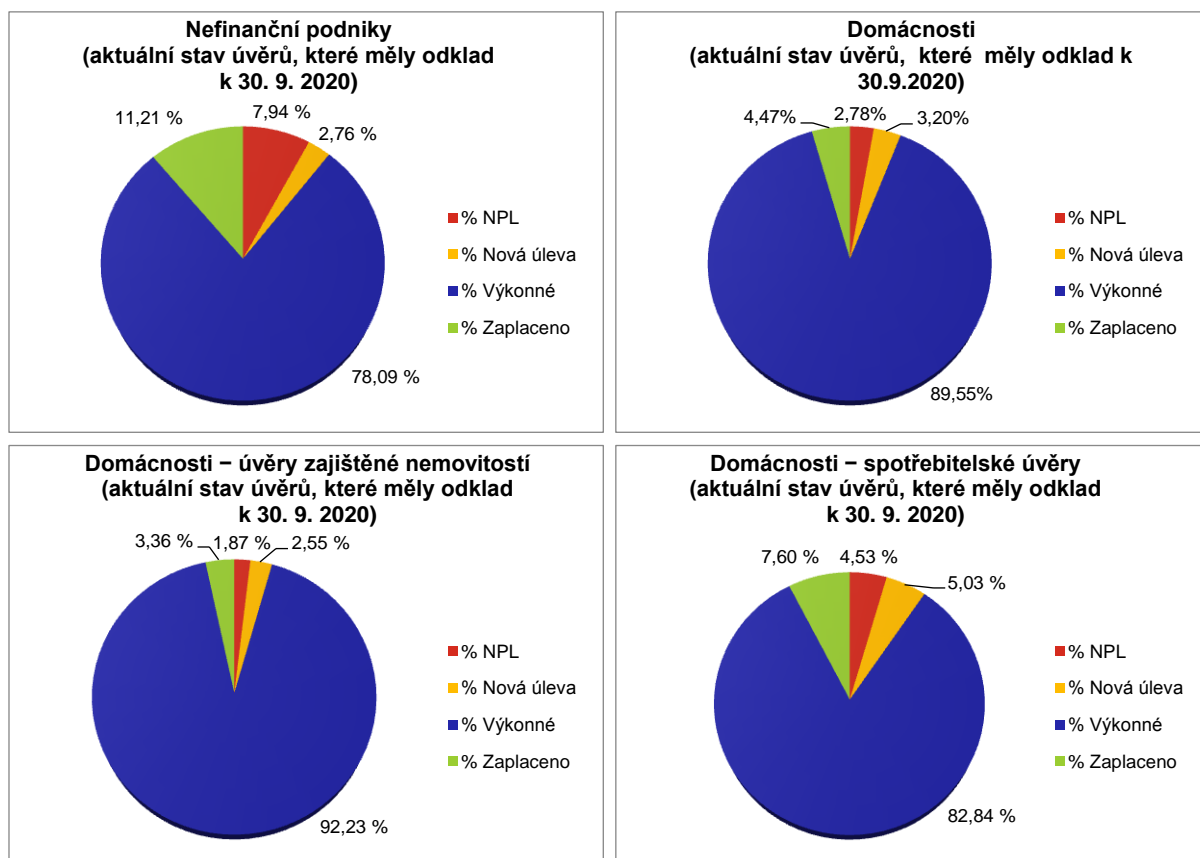 Nefinanční podniky
(aktuální stav úvěrů, které měly odklad
k 30. 9. 2020)
11,21 %
7,94 %
2,76 %
78,09 %
% NPL
% Nová úleva
% Výkonné
% Zaplaceno
Domácnosti
(aktuální stav úvěrů, které měly odklad k
30.9.2020)
4,47%
2,78%
3,20%
89,55%
% NPL
% Nová úleva
% Výkonné
% Zaplaceno
Domácnosti − úvěry zajištěné nemovitostí
(aktuální stav úvěrů, které měly odklad
k 30. 9. 2020)
3,36 %
1,87 %
2,55 %
92,23 %
% NPL
% Nová úleva
% Výkonné
% Zaplaceno
Domácnosti − spotřebitelské úvěry
(aktuální stav úvěrů, které měly odklad
k 30. 9. 2020)
7,60 %
4,53 %
5,03 %
82,84 %
% NPL
% Nová úleva
% Výkonné
% Zaplaceno